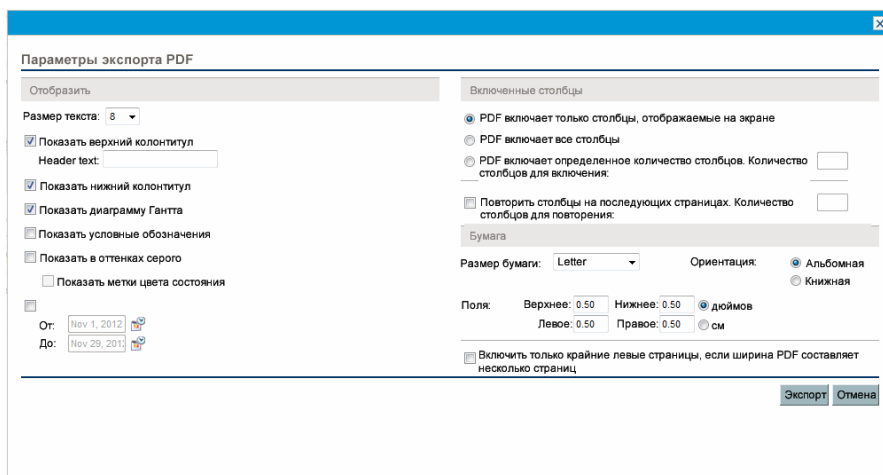 Параметры экспорта PDF
Отобразить
Размер текста: 8
Показать верхний колонтитул
Header text:
Показать нижний колонтитул
Показать диаграмму Гантта
Показать условные обозначения
Показать в оттенках серого
Показать метки цвета состояния
От: Nov 1, 2012
До: Nov 29, 201
Включенные столбцы
PDF включает только столбцы, отображаемые на экране
PDF включает все столбцы
PDF включает определенное количество столбцов. Количество
столбцов для включения:
Повторить столбцы на последующих страницах. Количество
столбцов для повторения:
Бумага
Размер бумаги: Letter Ориентация: Альбомная
Книжная
Поля: Верхнее: 0.50 Нижнее: 0.50 дюймов
Левое: 0.50 Правое: 0.50 см
Включить только крайние левые страницы, если ширина PDF составляет
несколько страниц
Экспорт Отмена